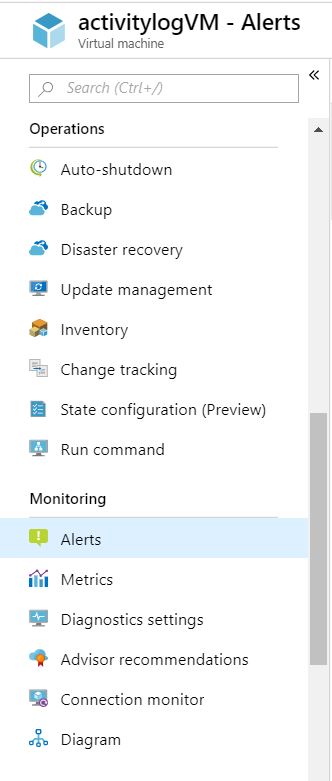 activitylogVM - Alerts
Virtual machine
«
Search (Ctrl+/)
Operations
Auto-shutdown
Backup
Disaster recovery
Update management
Inventory
Change tracking
State configuration (Preview)
Run command
Monitoring
Alerts
Metrics
Diagnostics settings
Advisor recommendations
Connection monitor
Diagram